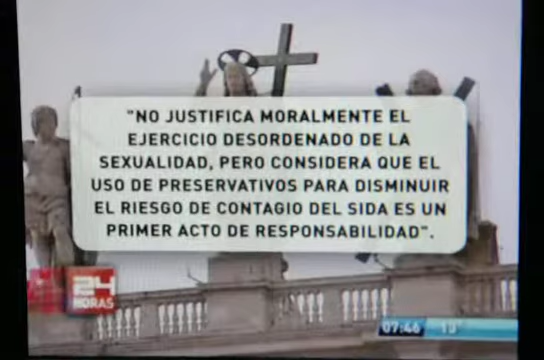 "NO JUSTIFICA MORALMENTE EL
EJERCICIO DESORDENADO DE LA
SEXUALIDAD, PERO CONSIDERA QUE EL
USO DE PRESERVATIVOS PARA DISMINUIR
EL RIESGO DE CONTAGIO DEL SIDA ES UN
PRIMER ACTO DE RESPONSABILIDAD".
24
HORAS
07:46